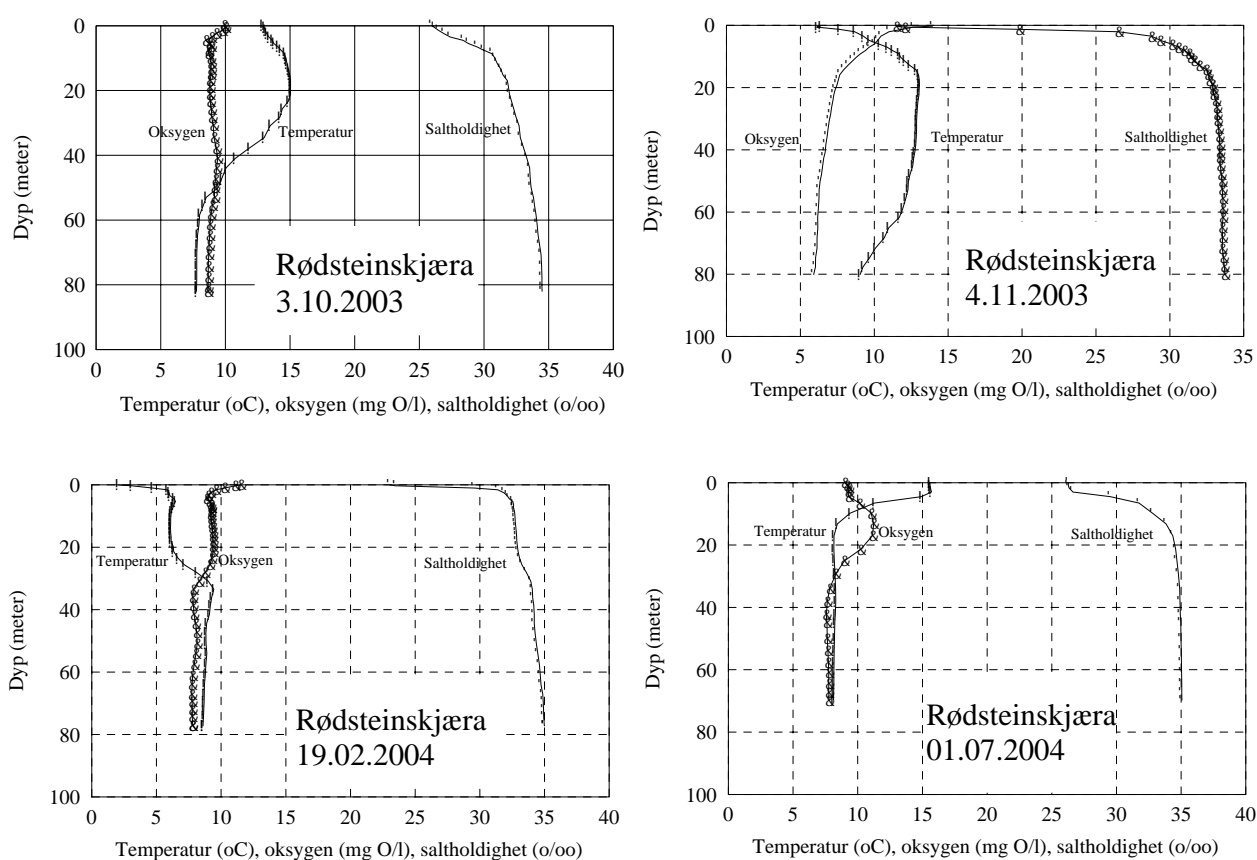 0
20
40
60
80
100
Dyp (meter)
Oksygen
Temperatur
Saltholdighet
Rødsteinskjæra
3.10.2003
0 5 10 15 20 25 30 35 40
Temperatur (oC), oksygen (mg O/l), saltholdighet (o/oo)
0
20
40
60
80
100
Dyp (meter)
Oksygen
Temperatur
Saltholdighet
Rødsteinskjæra
4.11.2003
0 5 10 15 20 25 30 35
Temperatur (oC), oksygen (mg O/l), saltholdighet (o/oo)
0
20
40
60
80
100
Dyp (meter)
Temperatur
Oksygen
Saltholdighet
Rødsteinskjæra
19.02.2004
0 5 10 15 20 25 30 35 40
Temperatur (oC), oksygen (mg O/l), saltholdighet (o/oo)
0
20
40
60
80
100
Dyp (meter)
Temperatur
Oksygen
Saltholdighet
Rødsteinskjæra
01.07.2004
0 5 10 15 20 25 30 35 40
Temperatur (oC), oksygen (mg O/l), saltholdighet (o/oo)